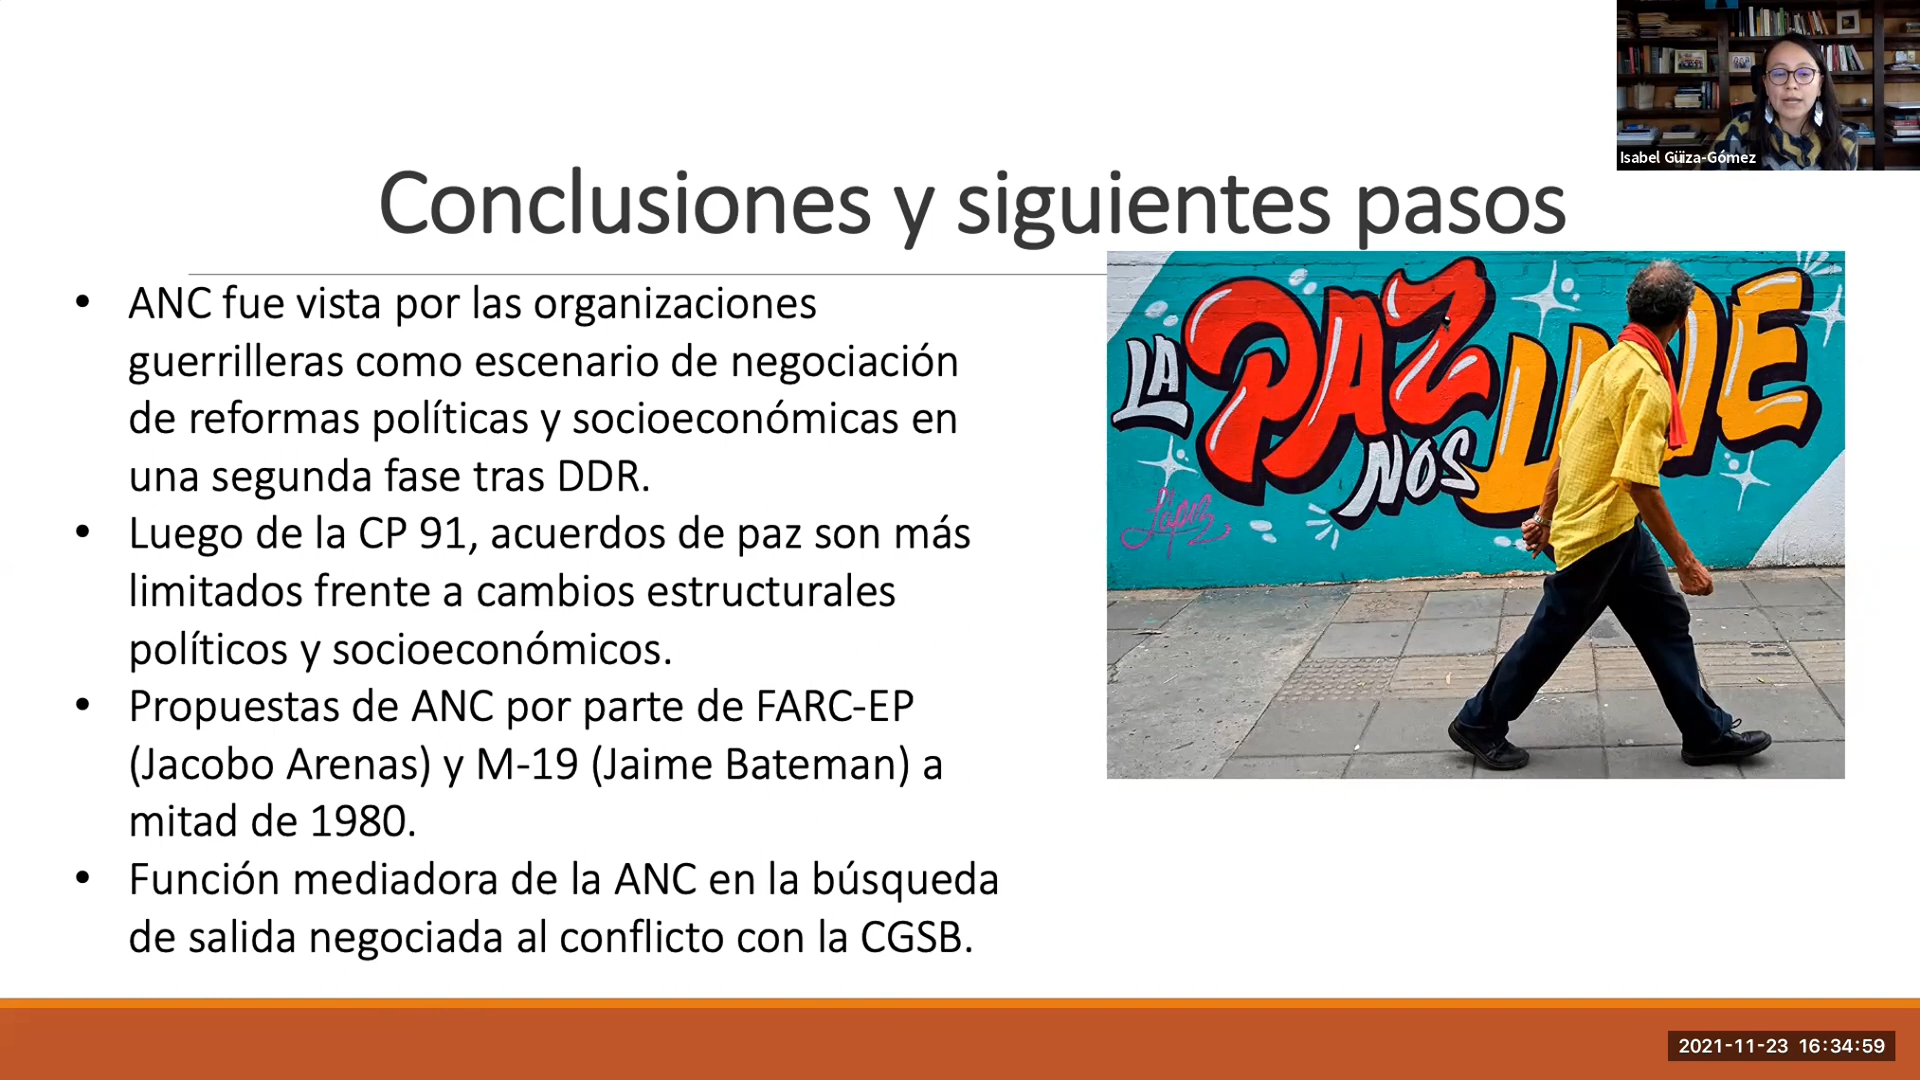 Isabel Güiza-Gómez
Conclusiones y siguientes pasos
• ANC fue vista por las organizaciones
guerrilleras como escenario de negociación
de reformas políticas y socioeconómicas en
una segunda fase tras DDR.
• Luego de la CP 91, acuerdos de paz son más
limitados frente a cambios estructurales
políticos y socioeconómicos.
• Propuestas de ANC por parte de FARC-EP
(Jacobo Arenas) y M-19 (Jaime Bateman) a
mitad de 1980.
• Función mediadora de la ANC en la búsqueda
de salida negociada al conflicto con la CGSB.
LA PAZ
NOS
2021-11-23 16:34:59